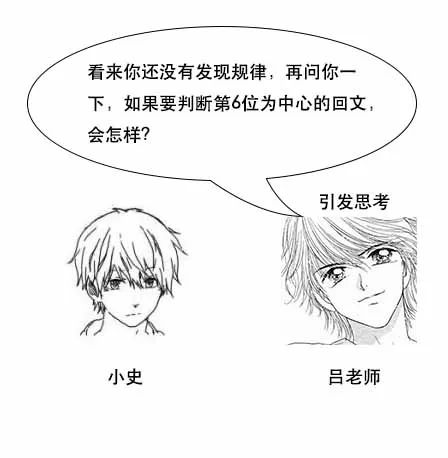 看来你还没有发现规律，再问你一
下，如果要判断第6位为中心的回文，
会怎样?
引发思考
小史
吕老师